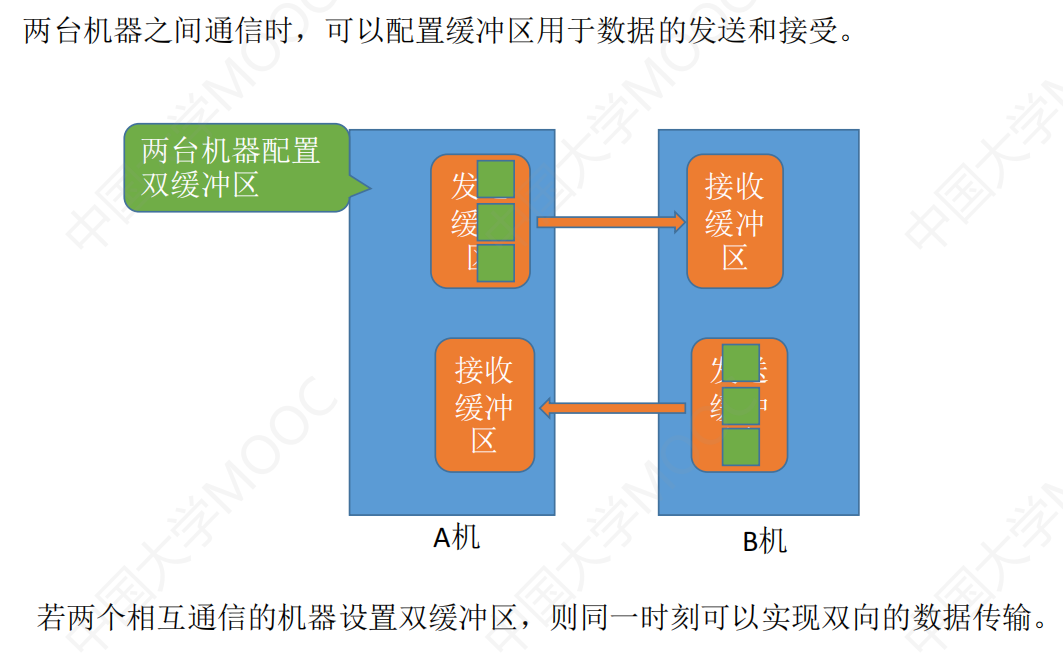 两台机器之间通信时，可以配置缓冲区用于数据的发送和接受。
两台机器配置
双缓冲区
发
缓
区
接收
缓冲
区
接收
缓冲
区
发送
缓冲
A机
B机
若两个相互通信的机器设置双缓冲区，则同一时刻可以实现双向的数据传输。
中国大学MOOC